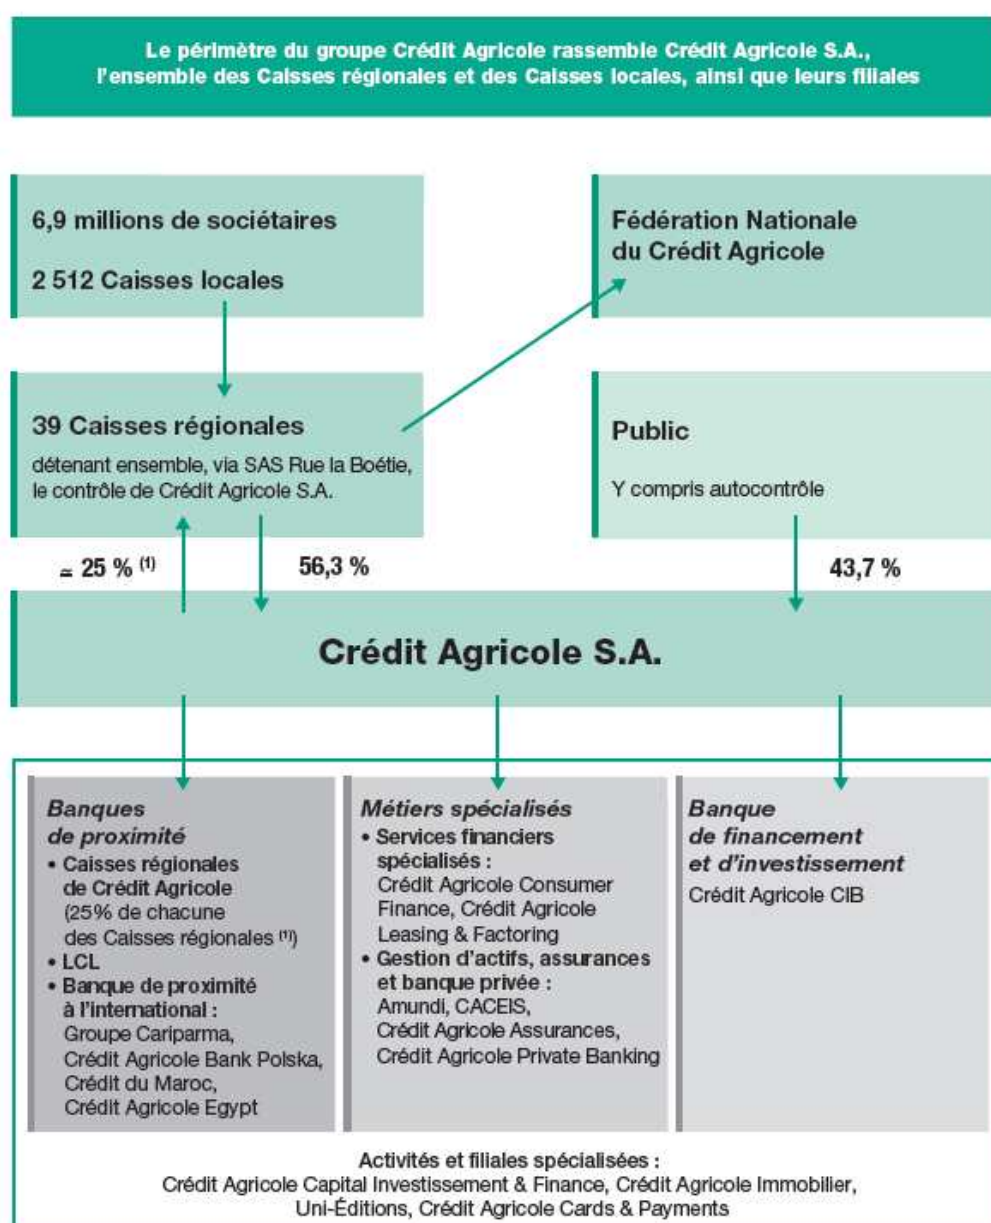 Le périmètre du groupe Crédit Agricole rassemble Crédit Agricole S.A.,
l'ensemble des Caisses régionales et des Caisses locales, ainsi que leurs filiales
6,9 millions de sociétaires
2 512 Caisses locales
Fédération Nationale
du Crédit Agricole
39 Caisses régionales
détenant ensemble, via SAS Rue la Boétie,
le contrôle de Crédit Agricole S.A.
Public
Y compris autocontrôle
≃ 25 % (1)
56,3 %
43,7 %
Crédit Agricole S.A.
Banques
de proximité
• Caisses régionales
de Crédit Agricole
(25% de chacune
des Caisses régionales (1))
• LCL
• Banque de proximité
à l'international :
Groupe Cariparma,
Crédit Agricole Bank Polska,
Crédit du Maroc,
Crédit Agricole Egypt
Métiers spécialisés
• Services financiers
spécialisés :
Crédit Agricole Consumer
Finance, Crédit Agricole
Leasing & Factoring
• Gestion d'actifs, assurances
et banque privée :
Amundi, CACEIS,
Crédit Agricole Assurances,
Crédit Agricole Private Banking
Banque
de financement
et d'investissement
Crédit Agricole CIB
Activités et filiales spécialisées :
Crédit Agricole Capital Investissement & Finance, Crédit Agricole Immobilier,
Uni-Éditions, Crédit Agricole Cards & Payments